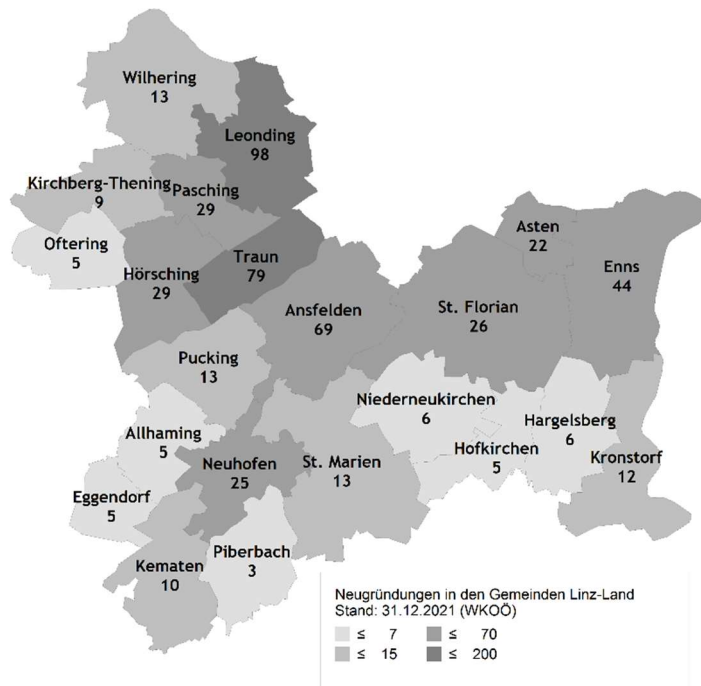 Wilhering
13
Leonding
98
Kirchberg-Thening
9
Pasching
29
Oftering
5
Hörsching
29
Traun
79
Asten
22
Enns
44
Ansfelden
69
St. Florian
26
Pucking
13
Niederneukirchen
6
Hargelsberg
6
Allhaming
5
Hofkirchen
5
Kronstorf
12
Neuhofen
25
St. Marien
13
Eggendorf
5
Piberbach
3
Kematen
10
Neugründungen in den Gemeinden Linz-Land
Stand: 31.12.2021 (WKOÖ)
≤ 7 ≤ 70
≤ 15 ≤ 200